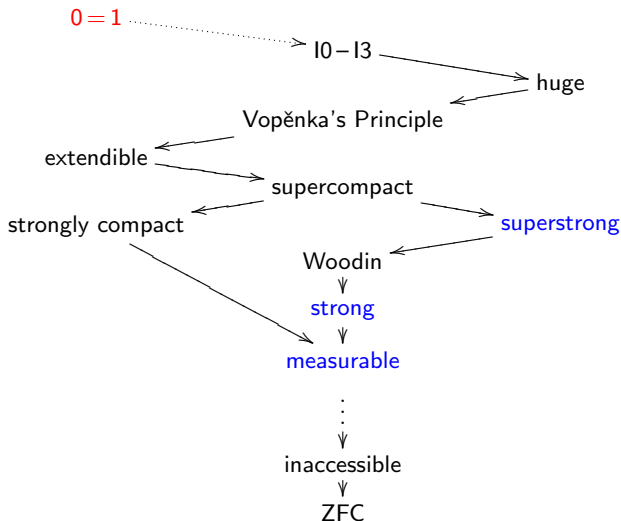 0 = 1
I0 – I3
huge
Vopěnka's Principle
extendible
supercompact
strongly compact
superstrong
Woodin
strong
measurable
inaccessible
ZFC